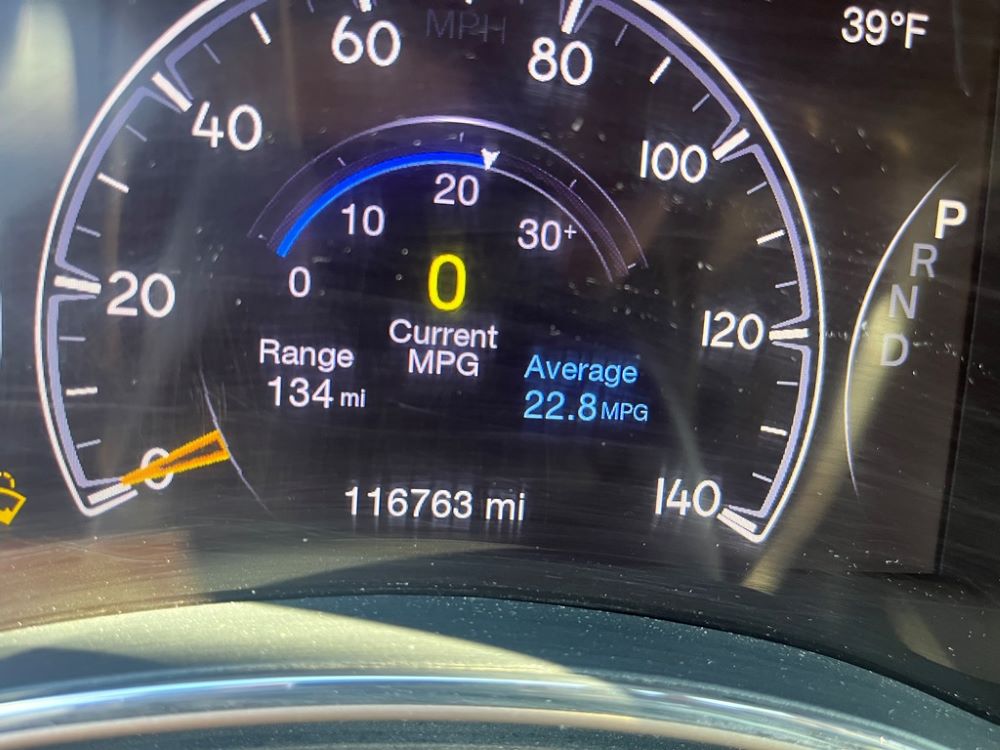 39°F
MPH
60
80
40
100
20
10
30+
P
R
N
D
0
0
20
120
Current
MPG
Range
134 mi
Average
22.8 MPG
0
116763 mi
140